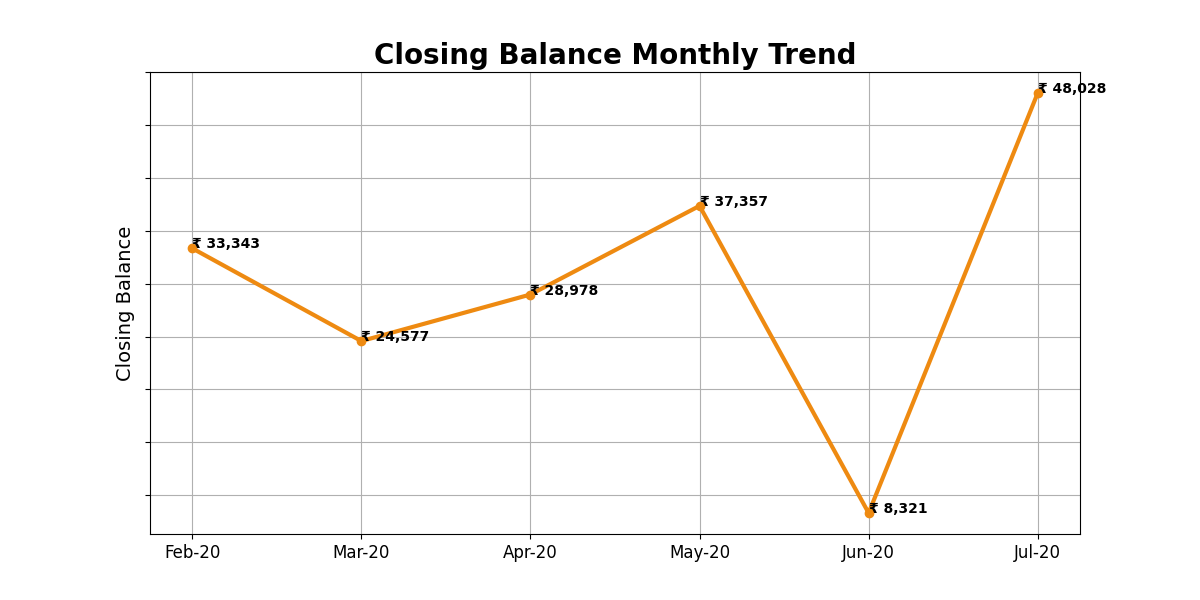 Closing Balance Monthly Trend
Closing Balance
₹ 33,343
₹ 24,577
₹ 28,978
₹ 37,357
₹ 8,321
₹ 48,028
Feb-20 Mar-20 Apr-20 May-20 Jun-20 Jul-20